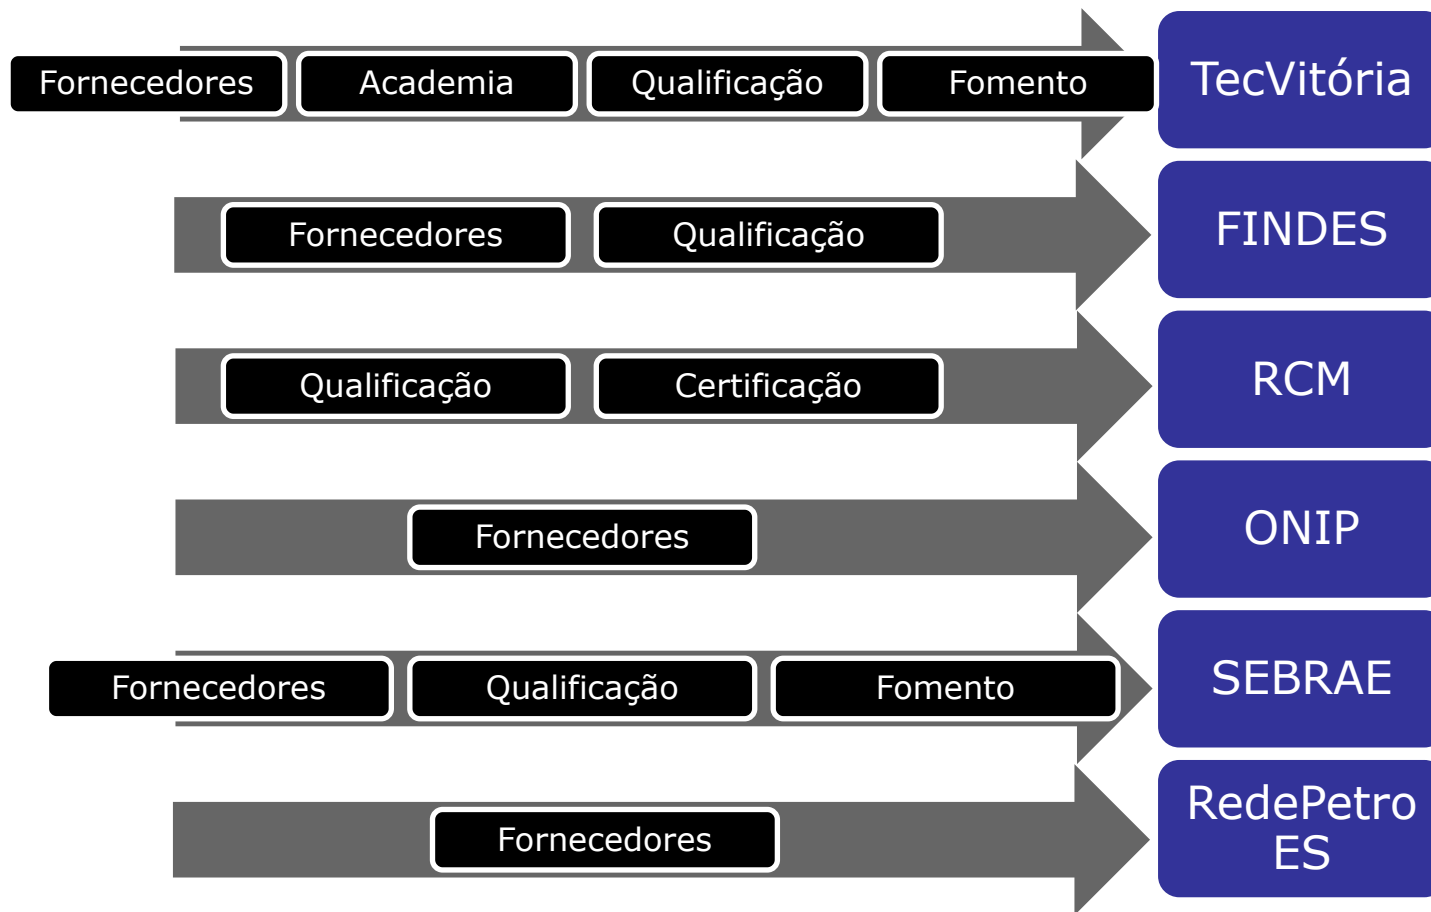 Fornecedores Academia Qualificação Fomento TecVitória
Fornecedores Qualificação FINDES
Qualificação Certificação RCM
Fornecedores ONIP
Fornecedores Qualificação Fomento SEBRAE
Fornecedores RedePetro
ES